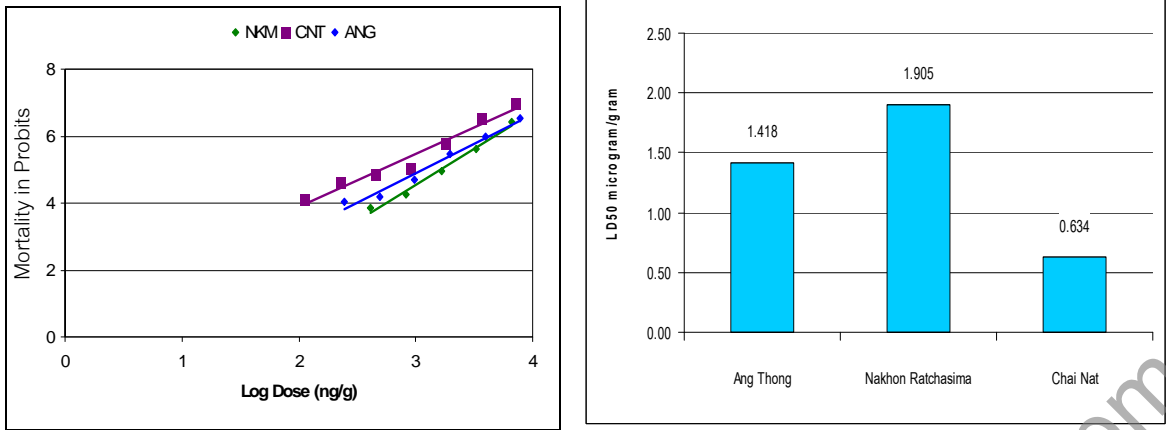 NKM CNT ANG
8
6
4
2
0
0 1 2 3 4
Mortality in Probits
Log Dose (ng/g)
2.50
2.00
1.50
1.00
0.50
0.00
LD50 microgram/gram
1.418
1.905
0.634
Ang Thong Nakhon Ratchasima Chai Nat
om